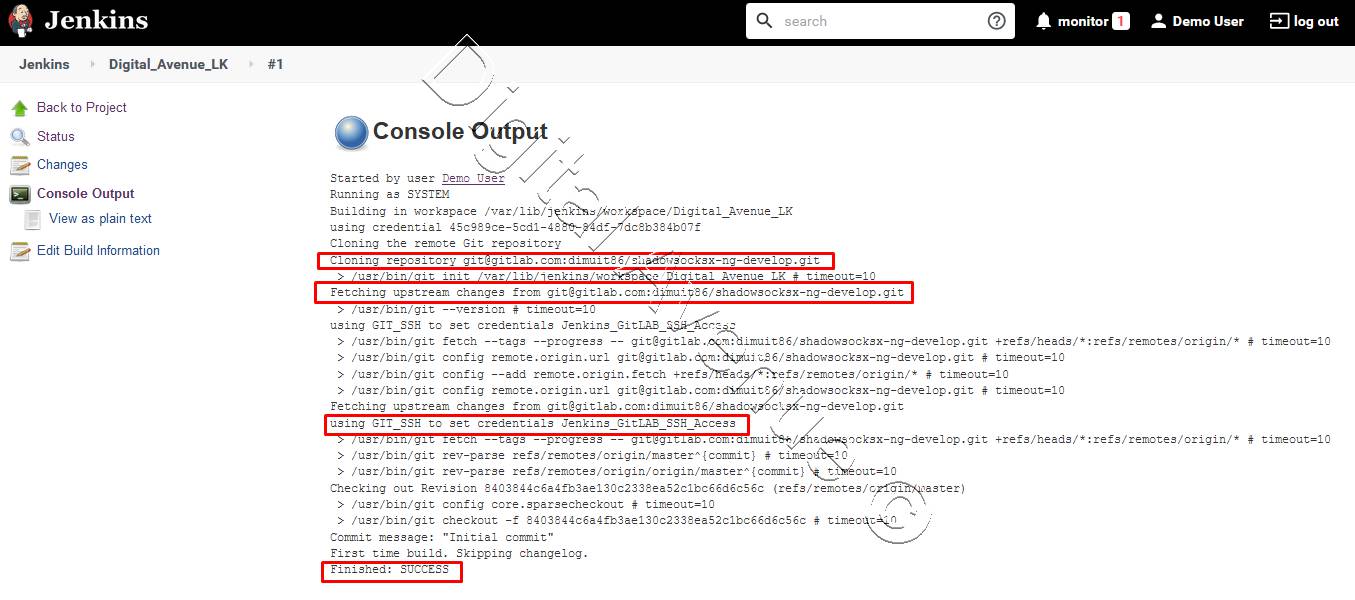 Jenkins
search
monitor 1
Demo User
log out
Jenkins
Digital_Avenue_LK
#1
Back to Project
Status
Changes
Console Output
View as plain text
Edit Build Information
Console Output
Started by user Demo User
Running as SYSTEM
Building in workspace /var/lib/jenkins/workspace/Digital_Avenue_LK
using credential 45c989ce-5cd1-4880-84df-7dc8b384b07f
Cloning the remote Git repository
Cloning repository git@gitlab.com:dimuit86/shadowsocksx-ng-develop.git
> /usr/bin/git init /var/lib/jenkins/workspace/Digital_Avenue_LK # timeout=10
Fetching upstream changes from git@gitlab.com:dimuit86/shadowsocksx-ng-develop.git
> /usr/bin/git --version # timeout=10
using GIT_SSH to set credentials Jenkins_GitLAB_SSH_Access
> /usr/bin/git fetch --tags --progress -- git@gitlab.com:dimuit86/shadowsocksx-ng-develop.git +refs/heads/*:refs/remotes/origin/* # timeout=10
> /usr/bin/git config remote.origin.url git@gitlab.com:dimuit86/shadowsocksx-ng-develop.git # timeout=10
> /usr/bin/git config --add remote.origin.fetch +refs/heads/*:refs/remotes/origin/* # timeout=10
> /usr/bin/git config remote.origin.url git@gitlab.com:dimuit86/shadowsocksx-ng-develop.git # timeout=10
Fetching upstream changes from git@gitlab.com:dimuit86/shadowsocksx-ng-develop.git
using GIT_SSH to set credentials Jenkins_GitLAB_SSH_Access
> /usr/bin/git fetch --tags --progress -- git@gitlab.com:dimuit86/shadowsocksx-ng-develop.git +refs/heads/*:refs/remotes/origin/* # timeout=10
> /usr/bin/git rev-parse refs/remotes/origin/master^{commit} # timeout=10
> /usr/bin/git rev-parse refs/remotes/origin/origin/master^{commit} # timeout=10
Checking out Revision 8403844c6a4fb3ae130c2338ea52c1bc66d6c56c (refs/remotes/origin/master)
> /usr/bin/git config core.sparsecheckout # timeout=10
> /usr/bin/git checkout -f 8403844c6a4fb3ae130c2338ea52c1bc66d6c56c # timeout=10
Commit message: "Initial commit"
First time build. Skipping changelog.
Finished: SUCCESS